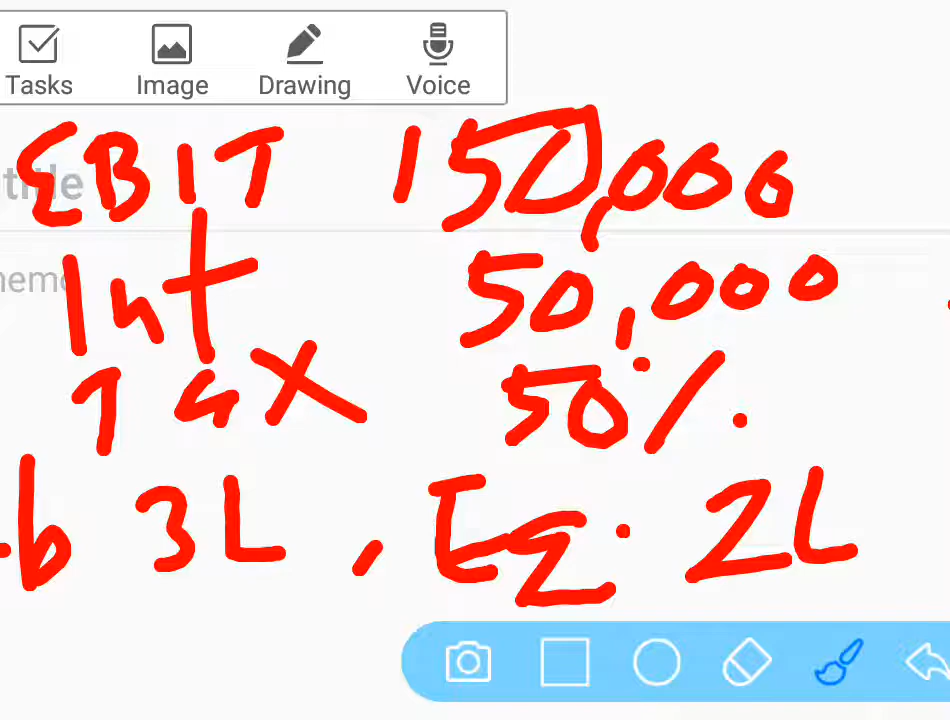 Tasks Image Drawing Voice
EBIT 150,000
Int 50,000
Tax 50%
b 3L, Eq. 2L